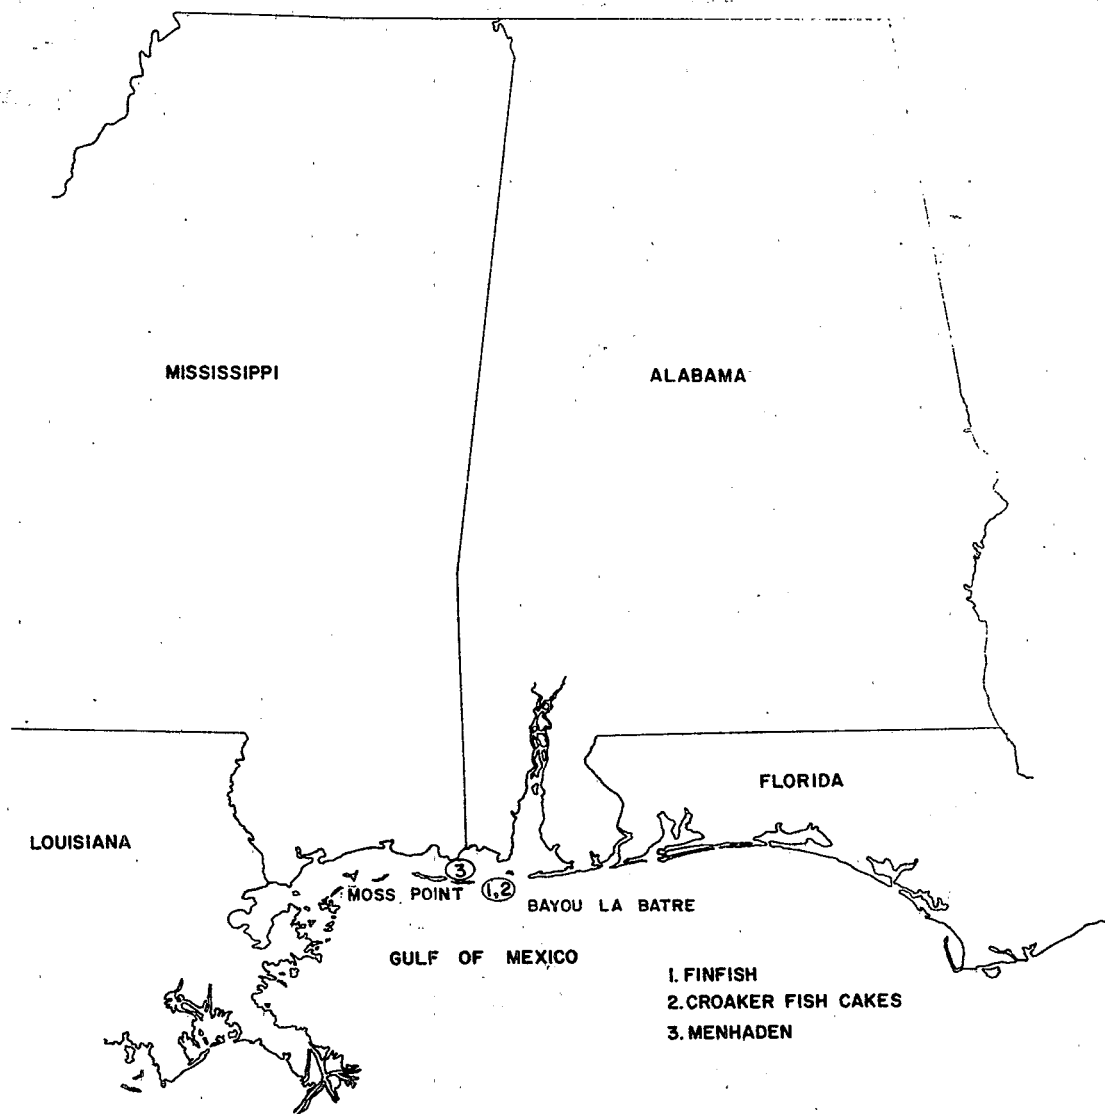 MISSISSIPPI
ALABAMA
FLORIDA
LOUISIANA
3
MOSS POINT
1,2
BAYOU LA BATRE
GULF OF MEXICO
1. FINFISH
2. CROAKER FISH CAKES
3. MENHADEN